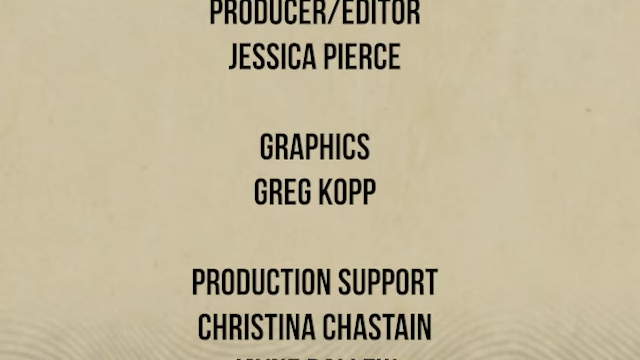 PRODUCER/EDITOR
JESSICA PIERCE
GRAPHICS
GREG KOPP
PRODUCTION SUPPORT
CHRISTINA CHASTAIN